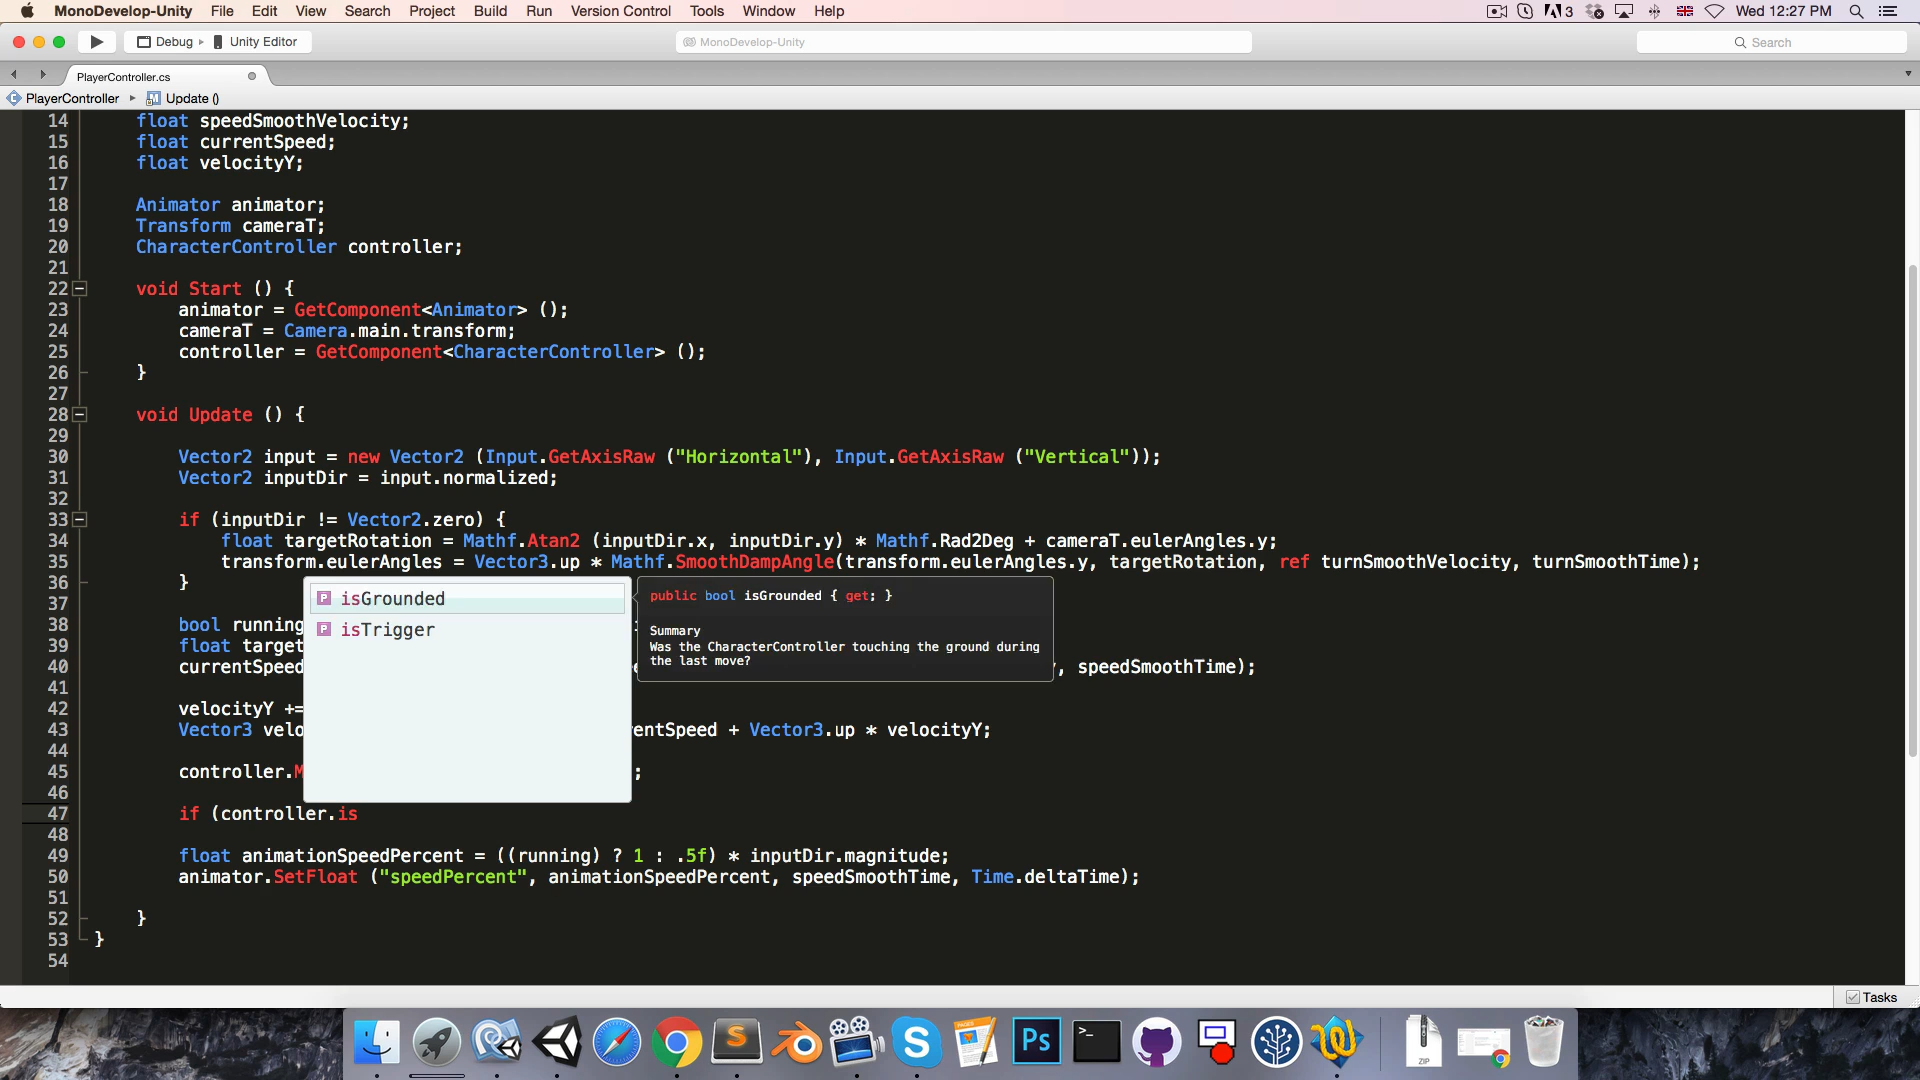 MonoDevelop-Unity File Edit View Search Project Build Run Version Control Tools Window Help 3 Wed 12:27 PM
Debug Unity Editor MonoDevelop-Unity Search
PlayerController.cs
PlayerController Update ()
14 float speedSmoothVelocity;
15 float currentSpeed;
16 float velocityY;
17
18 Animator animator;
19 Transform cameraT;
20 CharacterController controller;
21
22 void Start () {
23 animator = GetComponent<Animator> ();
24 cameraT = Camera.main.transform;
25 controller = GetComponent<CharacterController> ();
26 }
27
28 void Update () {
29
30 Vector2 input = new Vector2 (Input.GetAxisRaw ("Horizontal"), Input.GetAxisRaw ("Vertical"));
31 Vector2 inputDir = input.normalized;
32
33 if (inputDir != Vector2.zero) {
34 float targetRotation = Mathf.Atan2 (inputDir.x, inputDir.y) * Mathf.Rad2Deg + cameraT.eulerAngles.y;
35 transform.eulerAngles = Vector3.up * Mathf.SmoothDampAngle(transform.eulerAngles.y, targetRotation, ref turnSmoothVelocity, turnSmoothTime);
36 }
37
isGrounded
isTrigger
public bool isGrounded { get; }
Summary
Was the CharacterController touching the ground during
the last move?
38 bool running
39 float target
40 currentSpeed , speedSmoothTime);
41
42 velocityY +=
43 Vector3 velo entSpeed + Vector3.up * velocityY;
44
45 controller.M ;
46
47 if (controller.is
48
49 float animationSpeedPercent = ((running) ? 1 : .5f) * inputDir.magnitude;
50 animator.SetFloat ("speedPercent", animationSpeedPercent, speedSmoothTime, Time.deltaTime);
51
52 }
53 }
54
Tasks
S
S
PAGES
Ps
>_
ZIP